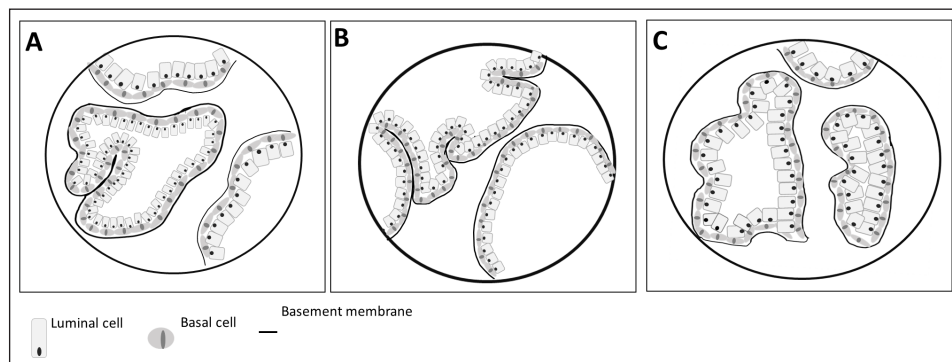 A
B
C
Luminal cell
Basal cell
Basement membrane